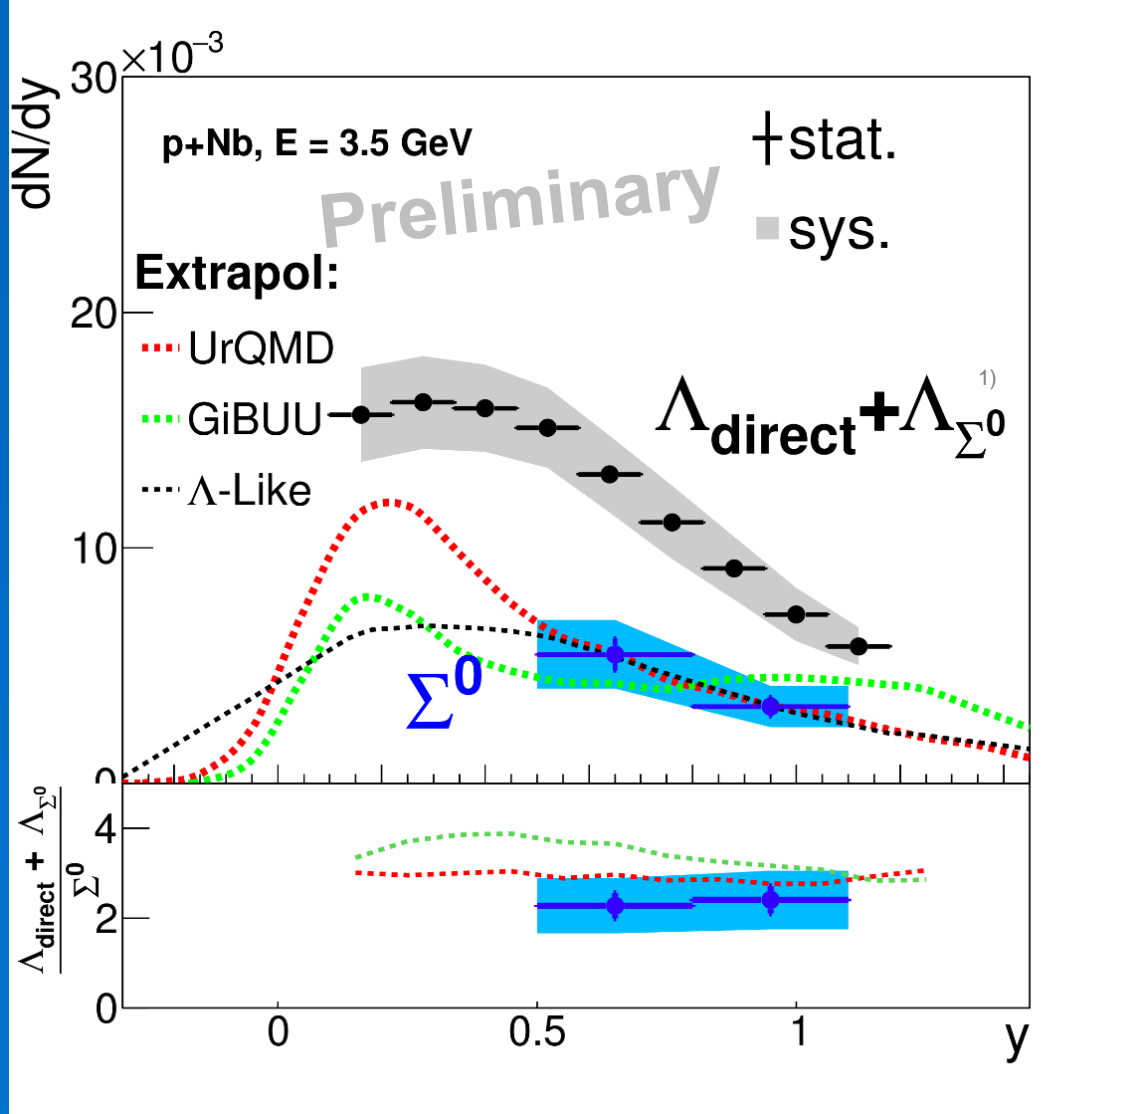 30 ×10⁻³
dN/dy
p+Nb, E = 3.5 GeV
stat.
Preliminary
sys.
Extrapol:
20
UrQMD
1)
Λdirect+ΛΣ⁰
GiBUU
Λ-Like
10
Σ⁰
0
Λdirect + ΛΣ⁰
Σ⁰
4
2
0
0 0.5 1 y